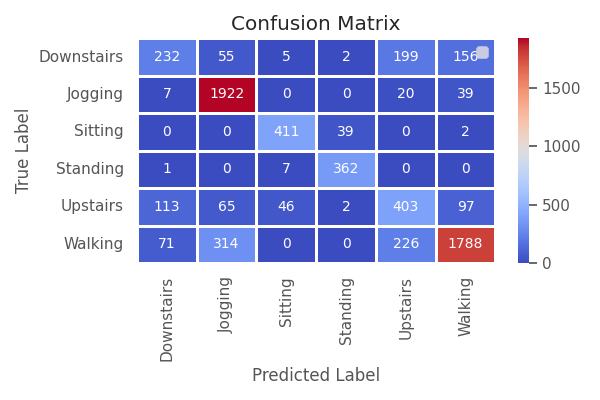 Confusion Matrix
True Label
Downstairs 232 55 5 2 199 156
Jogging 7 1922 0 0 20 39
1500
Sitting 0 0 411 39 0 2
1000
Standing 1 0 7 362 0 0
Upstairs 113 65 46 2 403 97
500
Walking 71 314 0 0 226 1788
0
Downstairs
Jogging
Sitting
Standing
Upstairs
Walking
Predicted Label